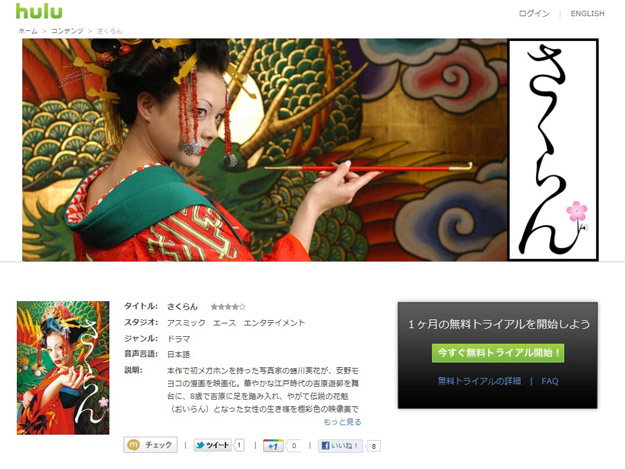 hulu
ログイン | ENGLISH
ホーム > コンテンツ > さくらん
さくらん
さくらん
タイトル: さくらん
スタジオ: アスミック エース エンタテイメント
ジャンル: ドラマ
音声言語: 日本語
説明: 本作で初メガホンを持った写真家の蜷川実花が、安野モ
ヨコの漫画を映画化。華やかな江戸時代の吉原遊郭を舞
台に、8歳で吉原に足を踏み入れ、やがて伝説の花魁
（おいらん）となった女性の生き様を極彩色の映像美で
もっと見る
1ヶ月の無料トライアルを開始しよう
今すぐ無料トライアル開始！
無料トライアルの詳細 | FAQ
m チェック | ツイート 1 | +1 0 | いいね！ 8